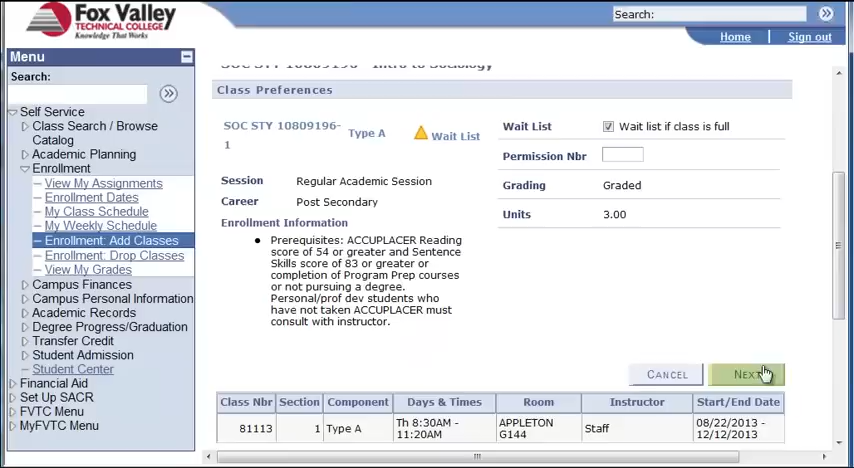 Fox Valley
TECHNICAL COLLEGE
Knowledge That Works
Search:
Home | Sign out
Menu
Search:
Self Service
Class Search / Browse
Catalog
Academic Planning
Enrollment
View My Assignments
Enrollment Dates
My Class Schedule
My Weekly Schedule
Enrollment: Add Classes
Enrollment: Drop Classes
View My Grades
Campus Finances
Campus Personal Information
Academic Records
Degree Progress/Graduation
Transfer Credit
Student Admission
Student Center
Financial Aid
Set Up SACR
FVTC Menu
MyFVTC Menu
SOC STY 10809196 - Intro to Sociology
Class Preferences
SOC STY 10809196-
1
Type A
Wait List
Wait List
Wait list if class is full
Permission Nbr
Session
Regular Academic Session
Grading
Graded
Career
Post Secondary
Units
3.00
Enrollment Information
Prerequisites: ACCUPLACER Reading
score of 54 or greater and Sentence
Skills score of 83 or greater or
completion of Program Prep courses
or not pursuing a degree.
Personal/prof dev students who
have not taken ACCUPLACER must
consult with instructor.
CANCEL
NEXT
Class Nbr Section Component Days & Times Room Instructor Start/End Date
81113 1 Type A Th 8:30AM - 11:20AM APPLETON G144 Staff 08/22/2013 - 12/12/2013